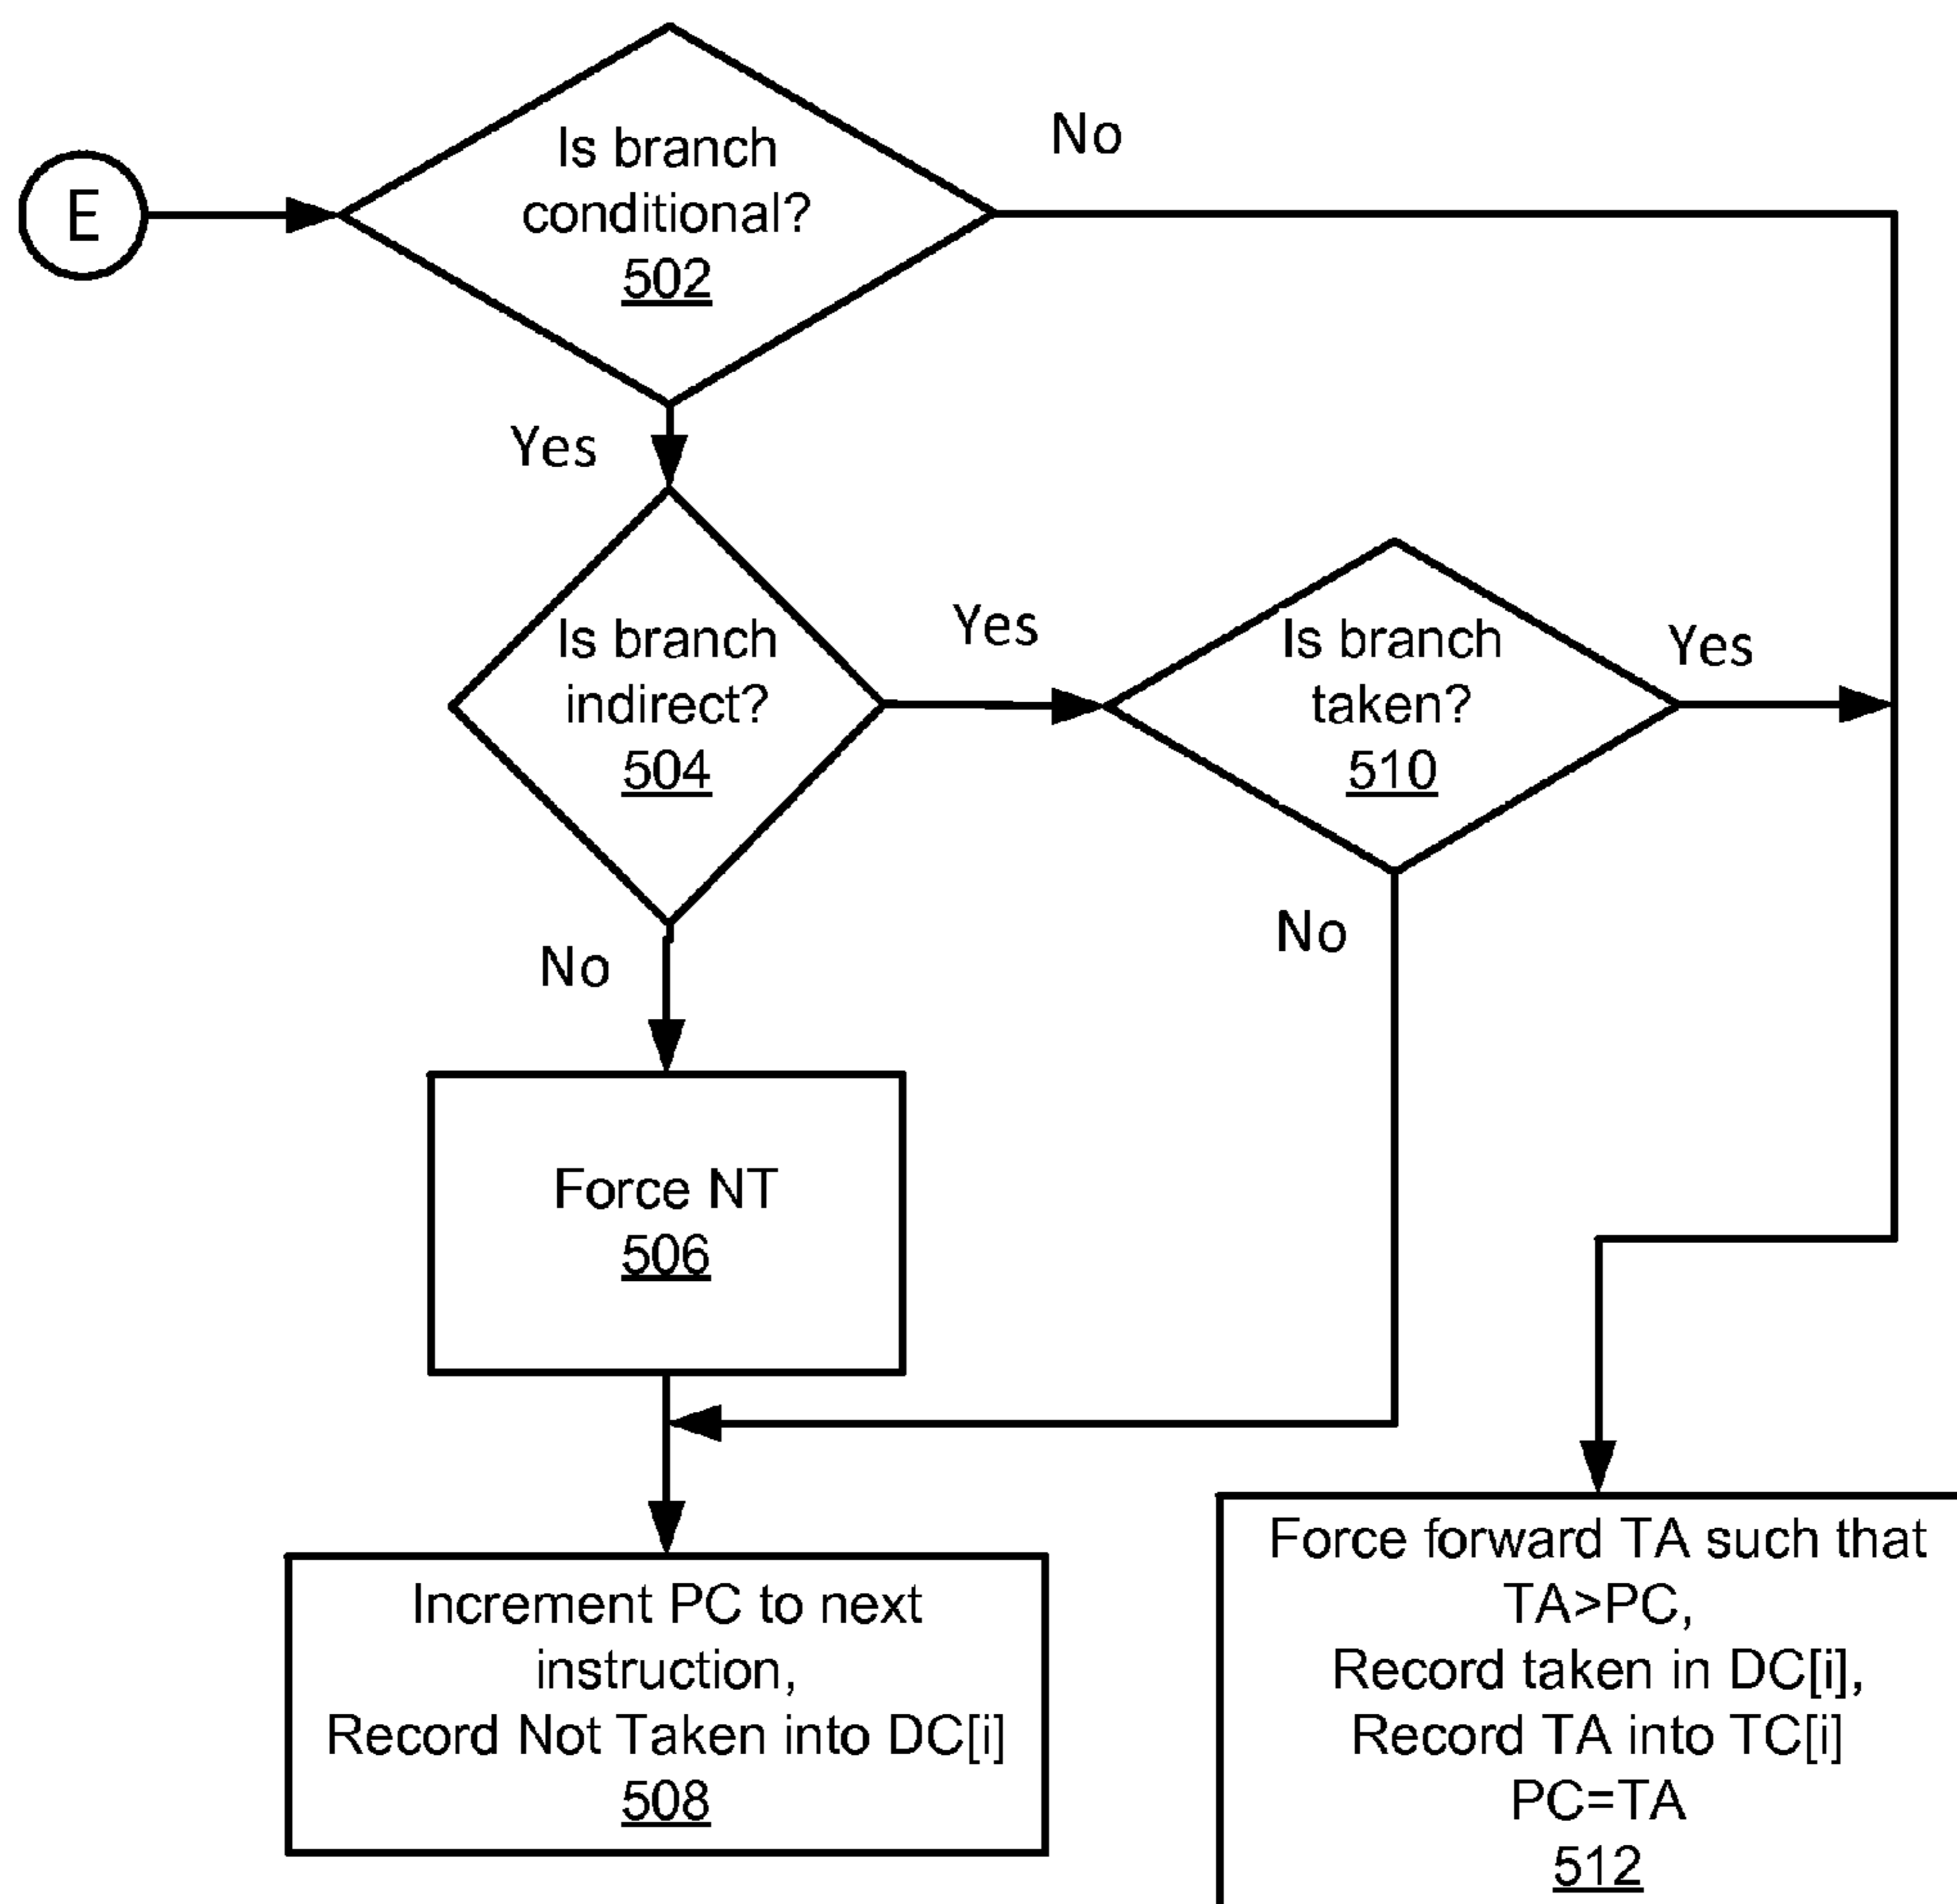 E
Is branch
conditional?
502
No
Yes
Is branch
indirect?
504
Yes
Is branch
taken?
510
Yes
No
No
Force NT
506
Increment PC to next
instruction,
Record Not Taken into DC[i]
508
Force forward TA such that
TA>PC,
Record taken in DC[i],
Record TA into TC[i]
PC=TA
512